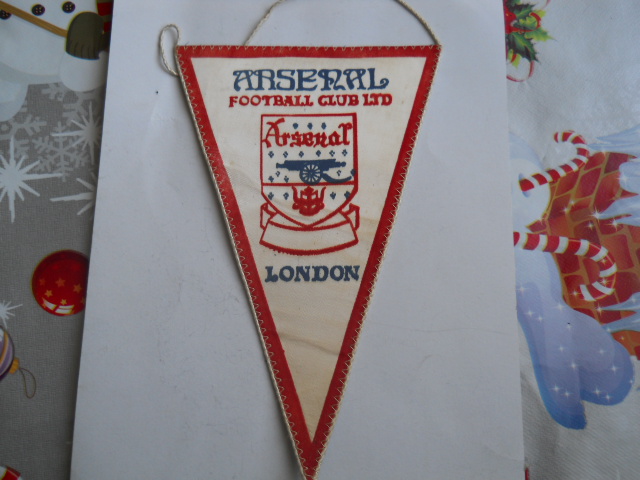 ARSENAL
FOOTBALL CLUB LTD
Arsenal
LONDON